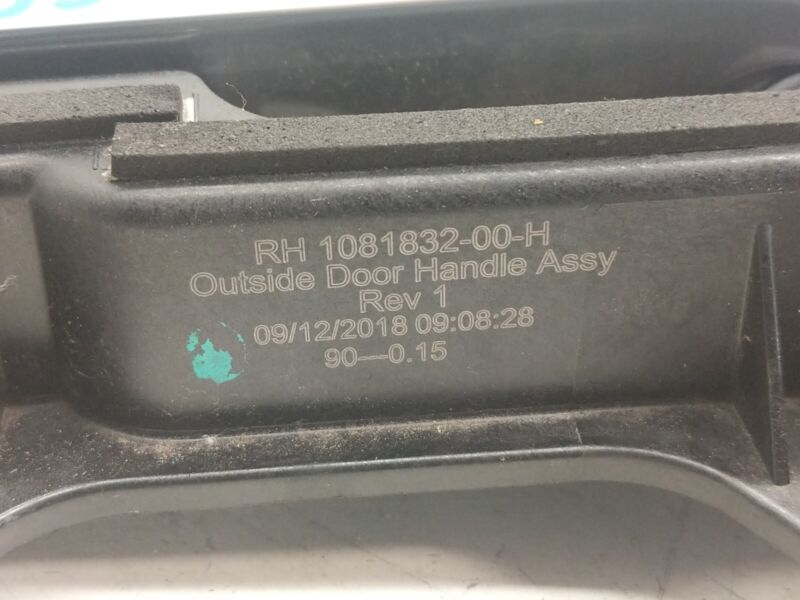 RH 1081832-00-H
Outside Door Handle Assy
Rev 1
09/12/2018 09:08:28
90---0.15